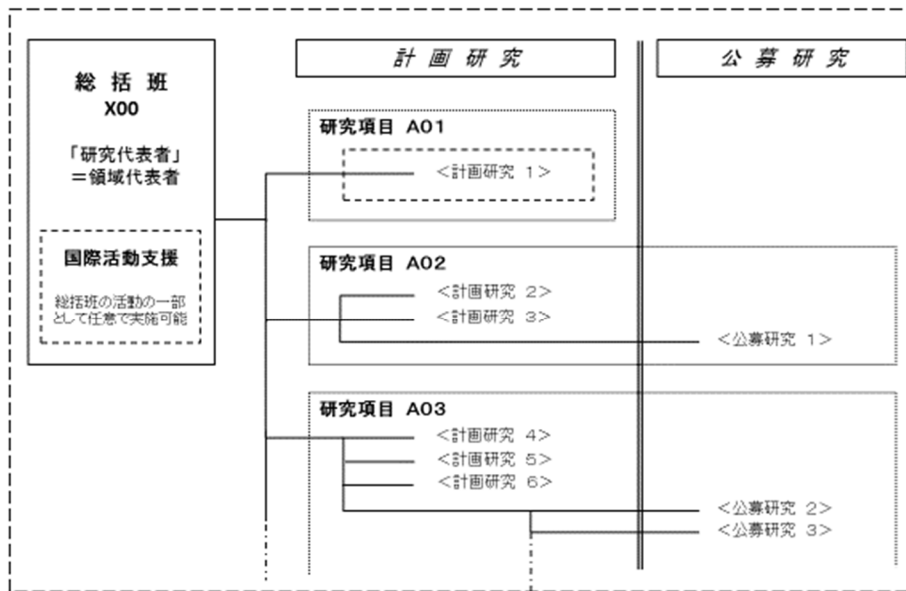 総括班
X00
「研究代表者」
＝領域代表者
国際活動支援
総括班の活動の一部
として任意で実施可能
計画研究
公募研究
研究項目 A01
＜計画研究 1＞
研究項目 A02
＜計画研究 2＞
＜計画研究 3＞
＜公募研究 1＞
研究項目 A03
＜計画研究 4＞
＜計画研究 5＞
＜計画研究 6＞
＜公募研究 2＞
＜公募研究 3＞